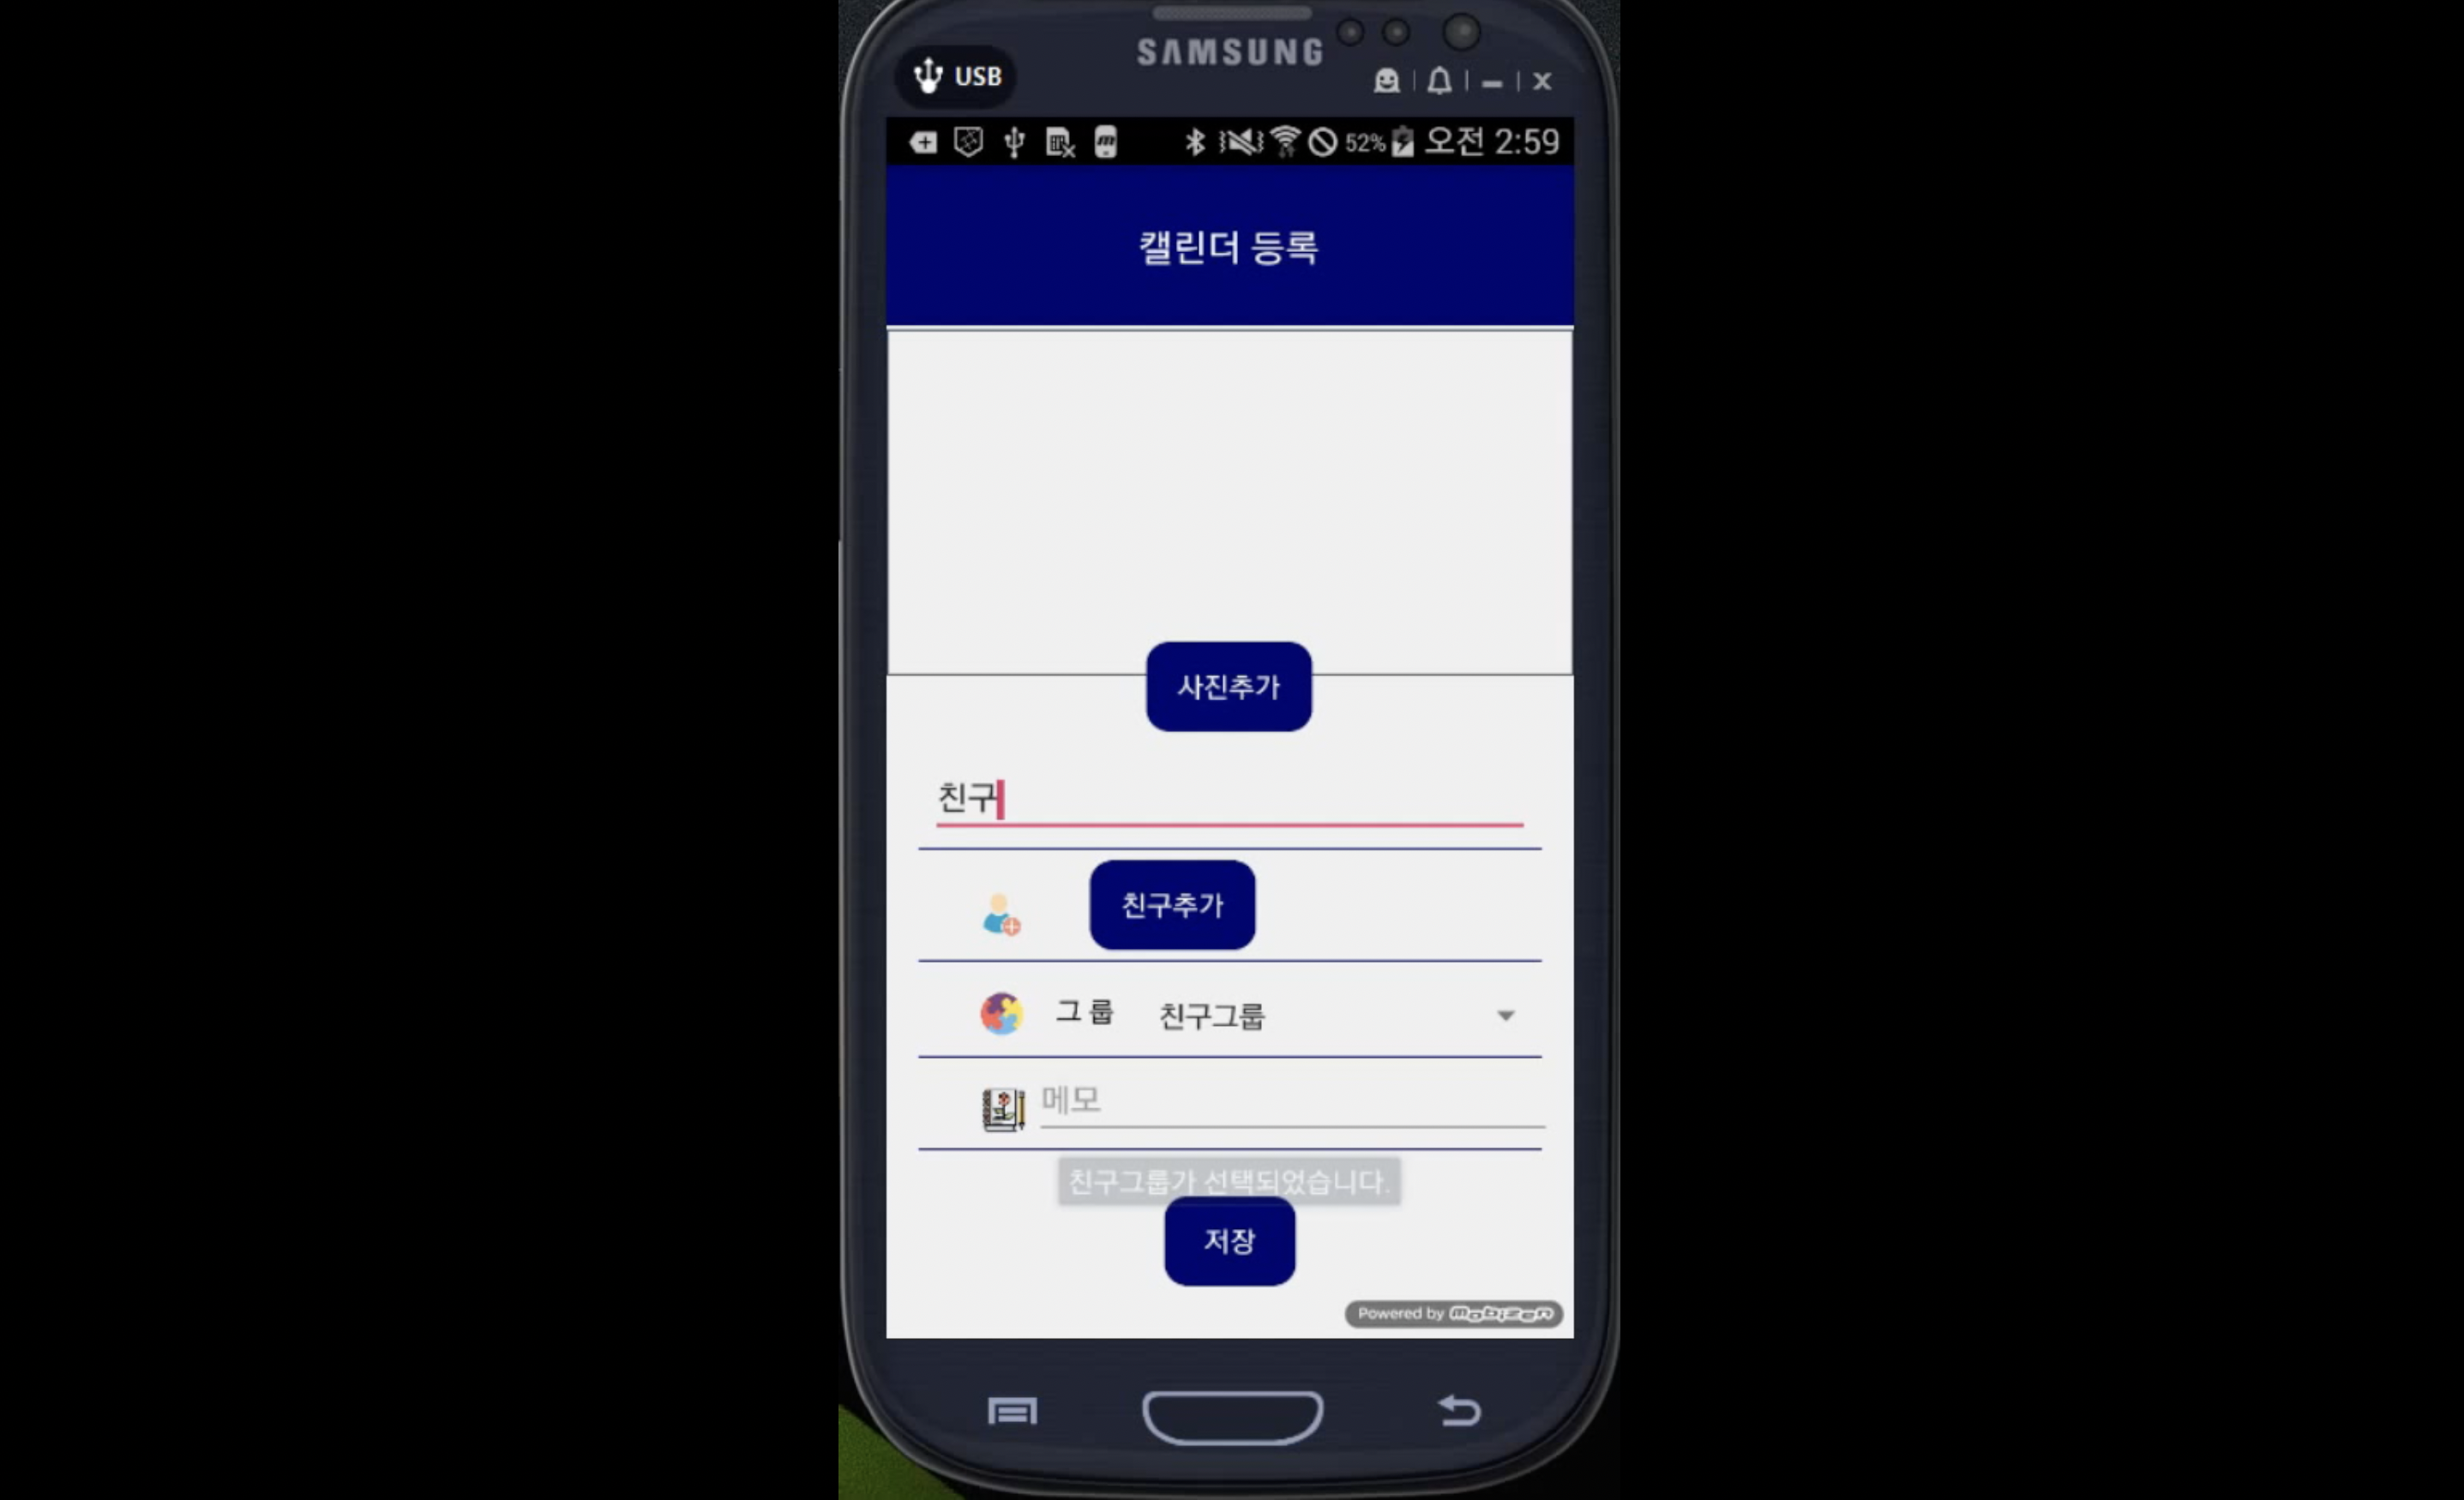 SAMSUNG
USB
52% 오전 2:59
캘린더 등록
사진추가
친구
친구추가
그 룹 친구그룹
메모
친구그룹가 선택되었습니다.
저장
Powered by mobizen